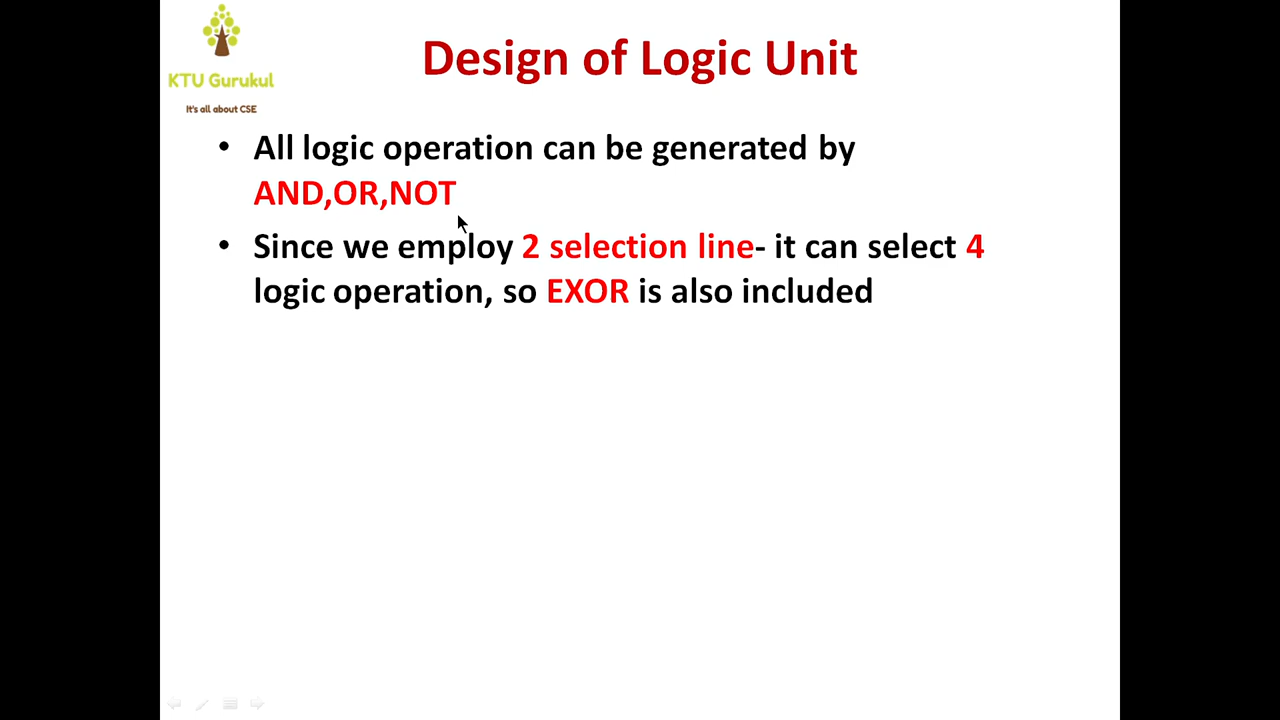 KTU Gurukul
It's all about CSE
Design of Logic Unit
• All logic operation can be generated by
AND,OR,NOT
• Since we employ 2 selection line- it can select 4
logic operation, so EXOR is also included